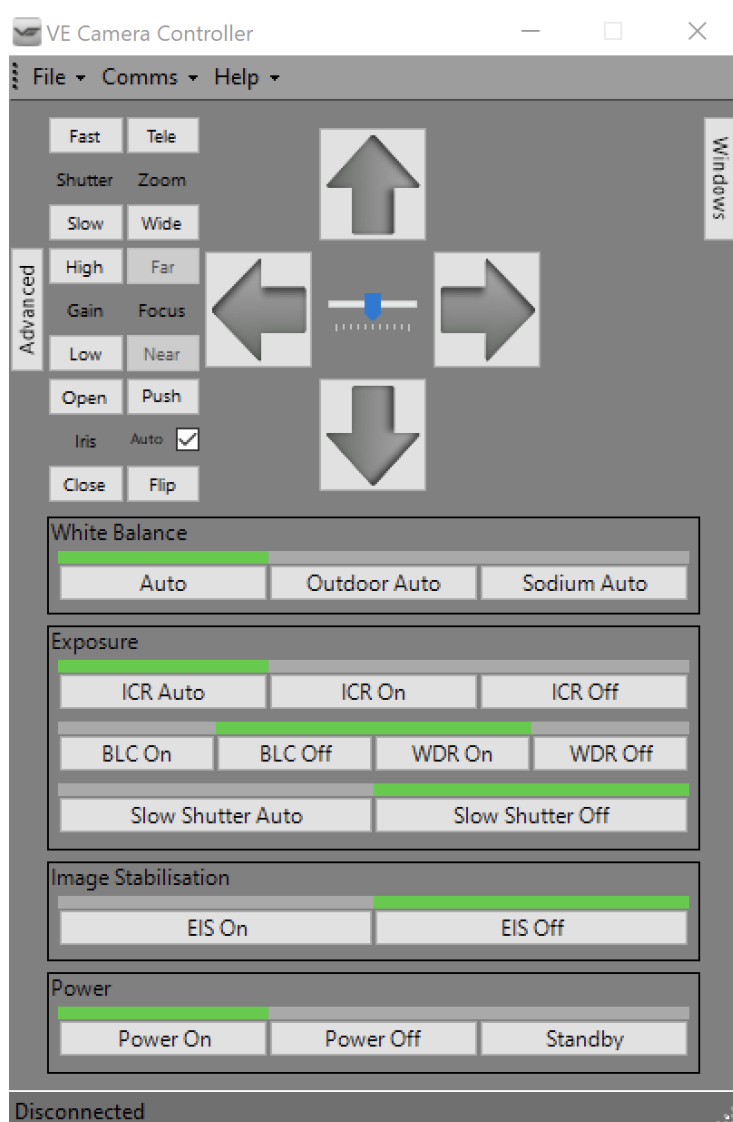 VE Camera Controller
File Comms Help
Fast Tele
Shutter Zoom
Slow Wide
High Far
Gain Focus
Low Near
Open Push
Iris Auto
Close Flip
Advanced
Windows
White Balance
Auto Outdoor Auto Sodium Auto
Exposure
ICR Auto ICR On ICR Off
BLC On BLC Off WDR On WDR Off
Slow Shutter Auto Slow Shutter Off
Image Stabilisation
EIS On EIS Off
Power
Power On Power Off Standby
Disconnected